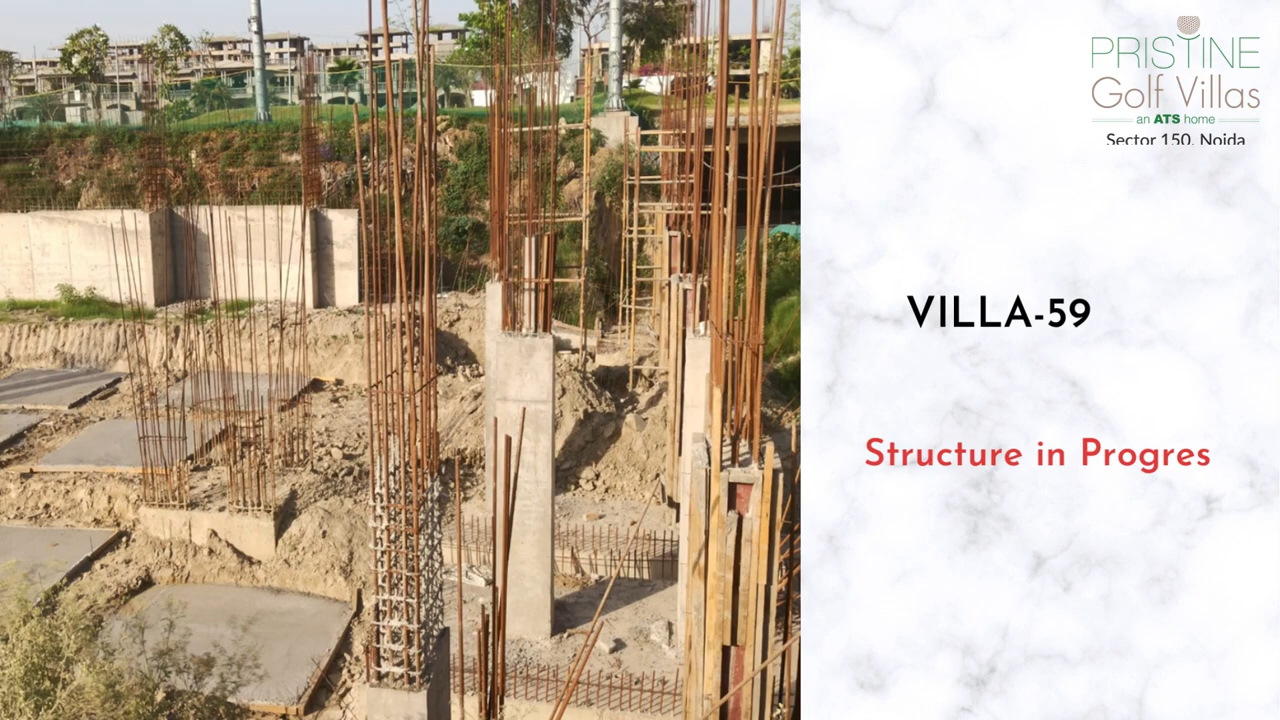 PRISTINE
Golf Villas
an ATS home
Sector 150, Noida
VILLA-59
Structure in Progres